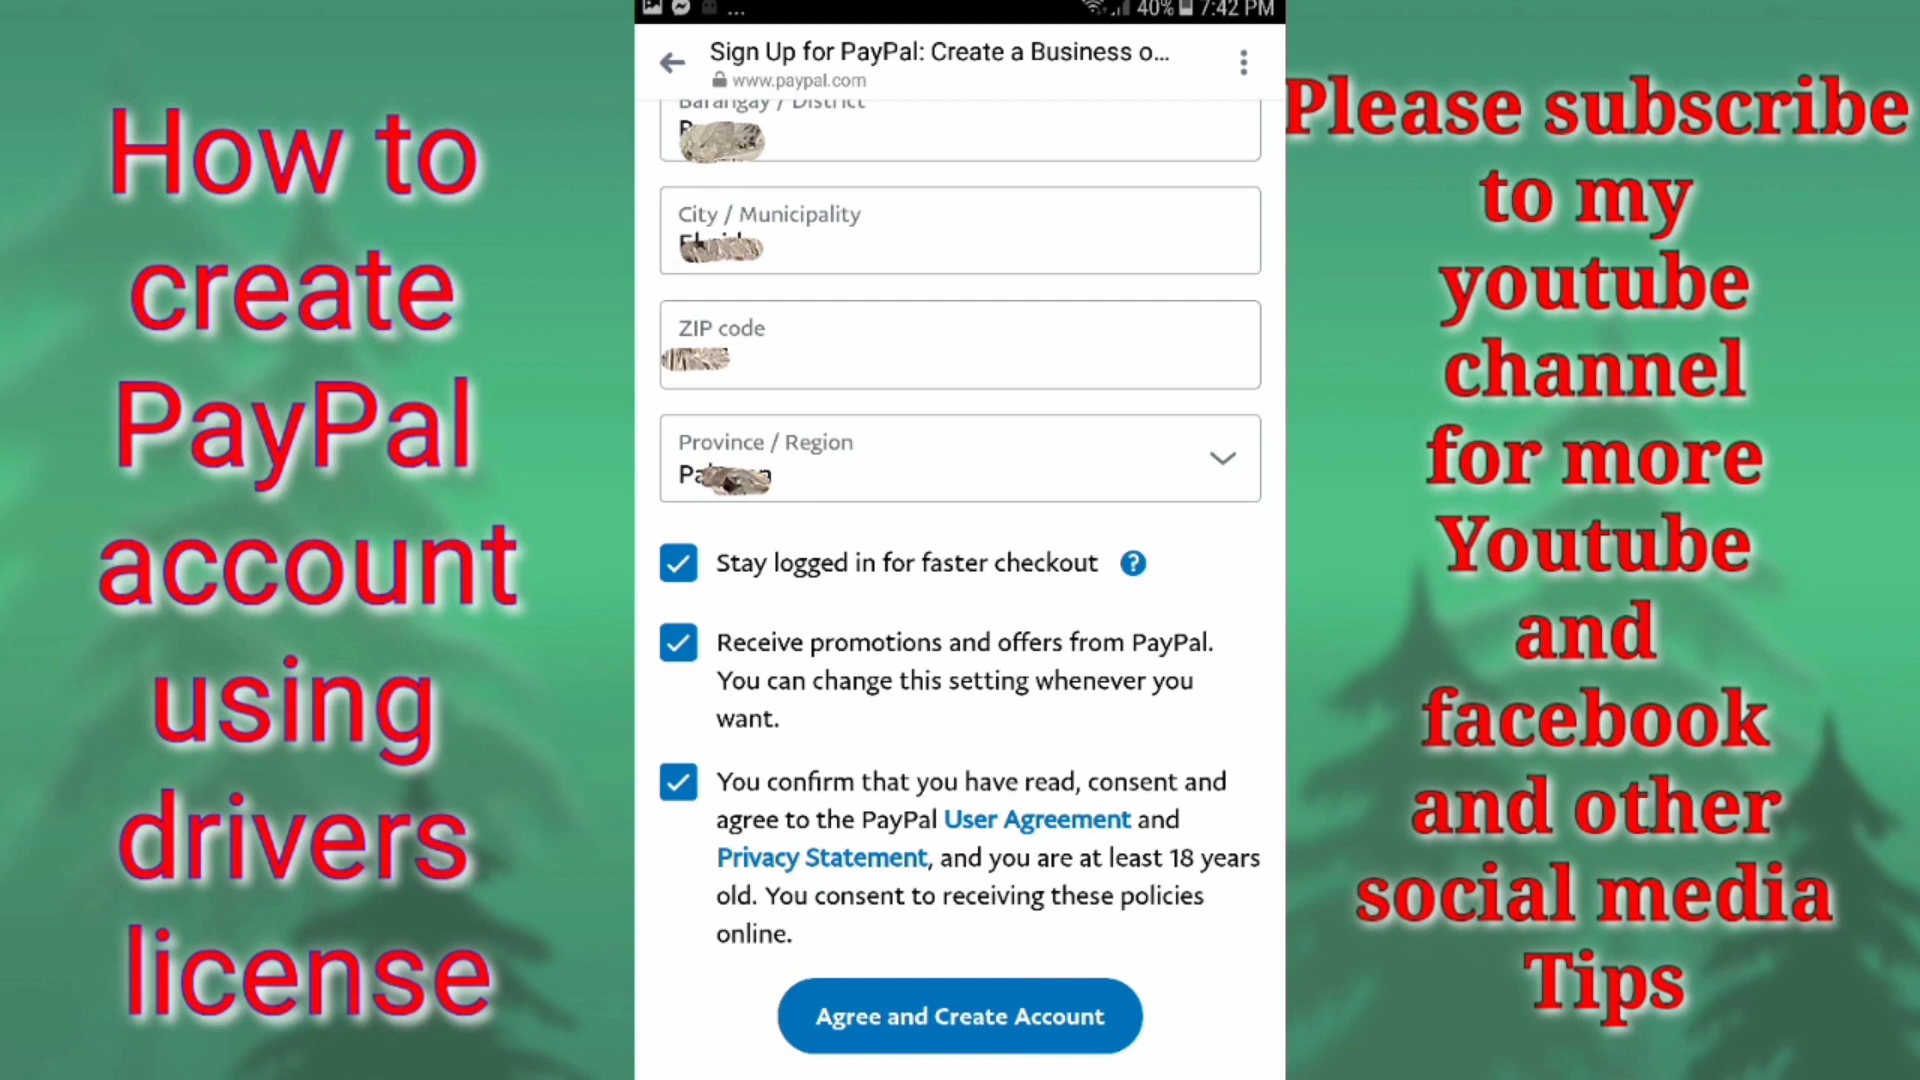 How to
create
PayPal
account
using
drivers
license
... 40% 7:42 PM
Sign Up for PayPal: Create a Business o...
www.paypal.com
Barangay / District
City / Municipality
ZIP code
Province / Region
Stay logged in for faster checkout ?
Receive promotions and offers from PayPal.
You can change this setting whenever you
want.
You confirm that you have read, consent and
agree to the PayPal User Agreement and
Privacy Statement, and you are at least 18 years
old. You consent to receiving these policies
online.
Agree and Create Account
Please subscribe
to my
youtube
channel
for more
Youtube
and
facebook
and other
social media
Tips